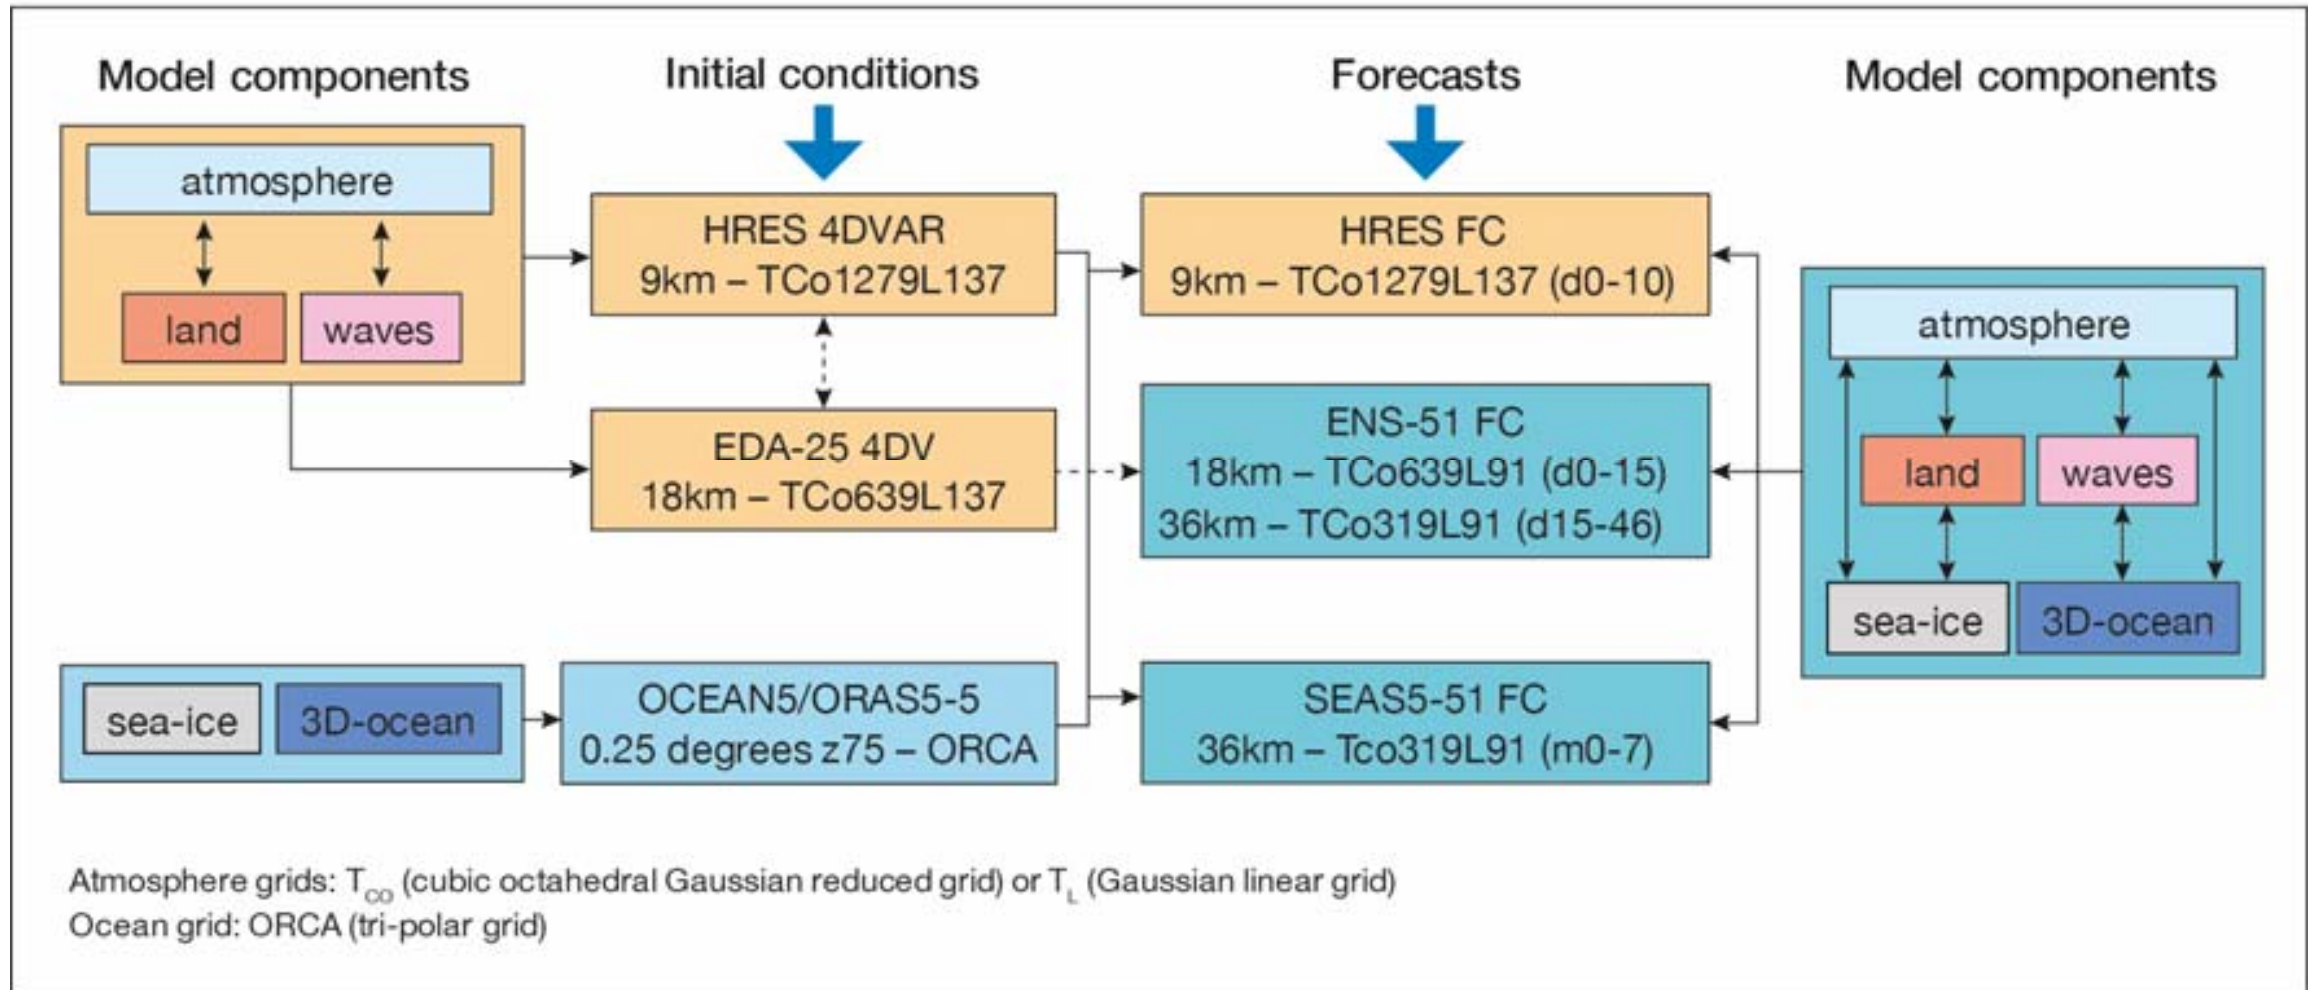 Model components
Initial conditions
Forecasts
Model components
atmosphere
land
waves
HRES 4DVAR
9km – TCo1279L137
EDA-25 4DV
18km – TCo639L137
HRES FC
9km – TCo1279L137 (d0-10)
ENS-51 FC
18km – TCo639L91 (d0-15)
36km – TCo319L91 (d15-46)
atmosphere
land
waves
sea-ice
3D-ocean
sea-ice
3D-ocean
OCEAN5/ORAS5-5
0.25 degrees z75 – ORCA
SEAS5-51 FC
36km – Tco319L91 (m0-7)
Atmosphere grids: T_CO (cubic octahedral Gaussian reduced grid) or T_L (Gaussian linear grid)
Ocean grid: ORCA (tri-polar grid)